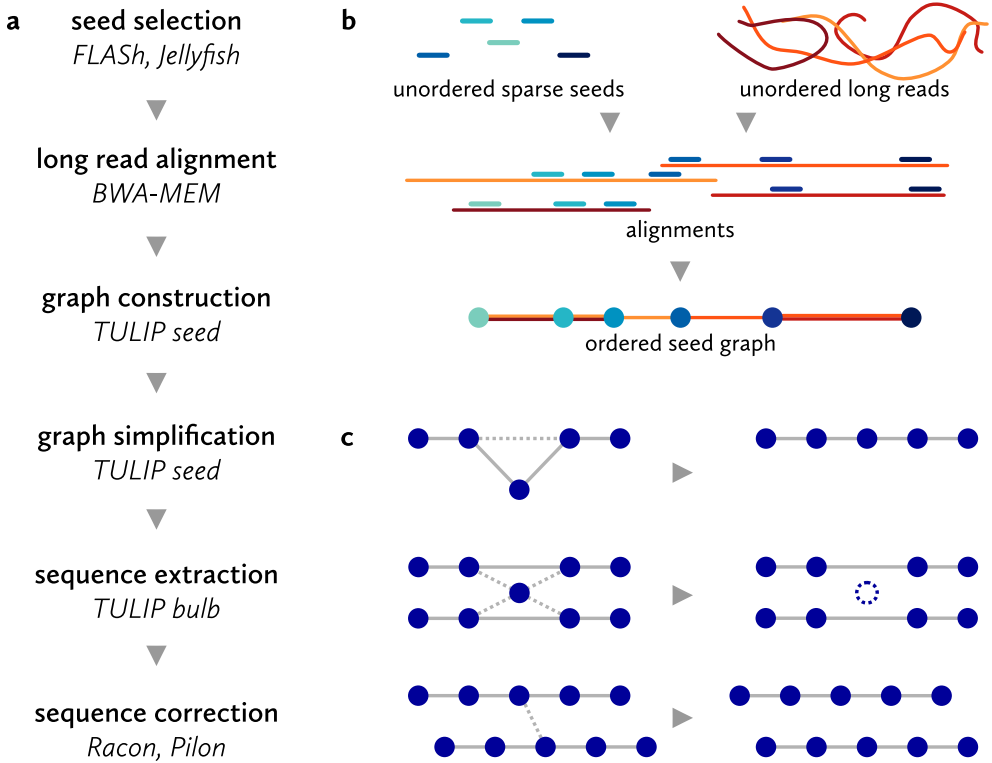 a
seed selection
FLASh, Jellyfish
long read alignment
BWA-MEM
graph construction
TULIP seed
graph simplification
TULIP seed
sequence extraction
TULIP bulb
sequence correction
Racon, Pilon
b
unordered sparse seeds
unordered long reads
alignments
ordered seed graph
c